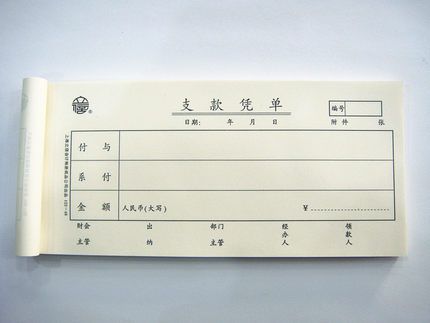 支款凭单
编号
日期： 年 月 日
附件 张
付与
系付
金额 人民币(大写) ¥
财会主管 出纳 部门主管 经办人 领款人